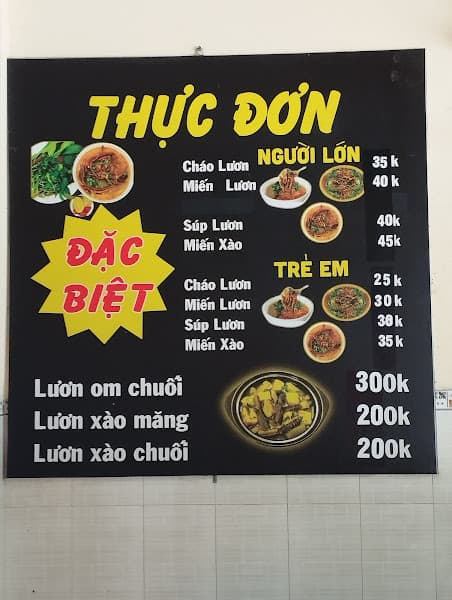 THỰC ĐƠN
NGƯỜI LỚN
Cháo Lươn 35 k
Miến Lươn 40 k
Súp Lươn 40k
Miến Xào 45k
ĐẶC
BIỆT
TRẺ EM
Cháo Lươn 25 k
Miến Lươn 30 k
Súp Lươn 30 k
Miến Xào 35 k
Lươn om chuối 300k
Lươn xào măng 200k
Lươn xào chuối 200k